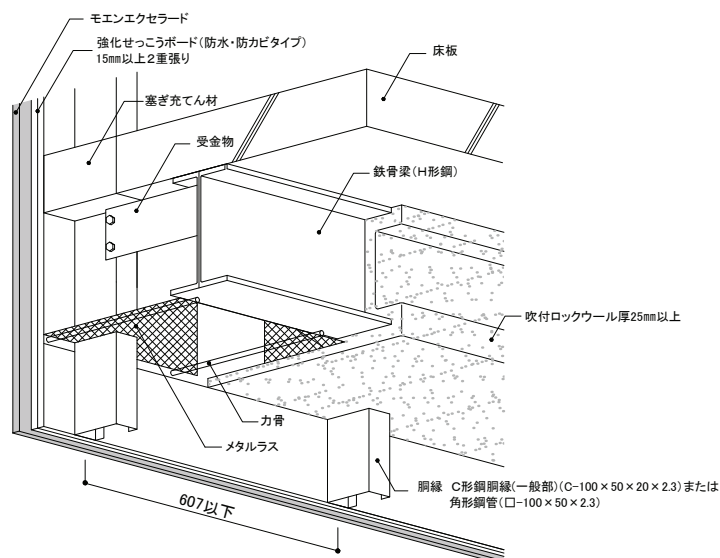 モエンエクセラード
強化せっこうボード(防水・防カビタイプ)
15mm以上2重張り
塞ぎ充てん材
受金物
床板
鉄骨梁(H形鋼)
吹付ロックウール厚25mm以上
力骨
メタルラス
胴縁 C形鋼胴縁(一般部)(C-100×50×20×2.3)または
角形鋼管(□-100×50×2.3)
607以下